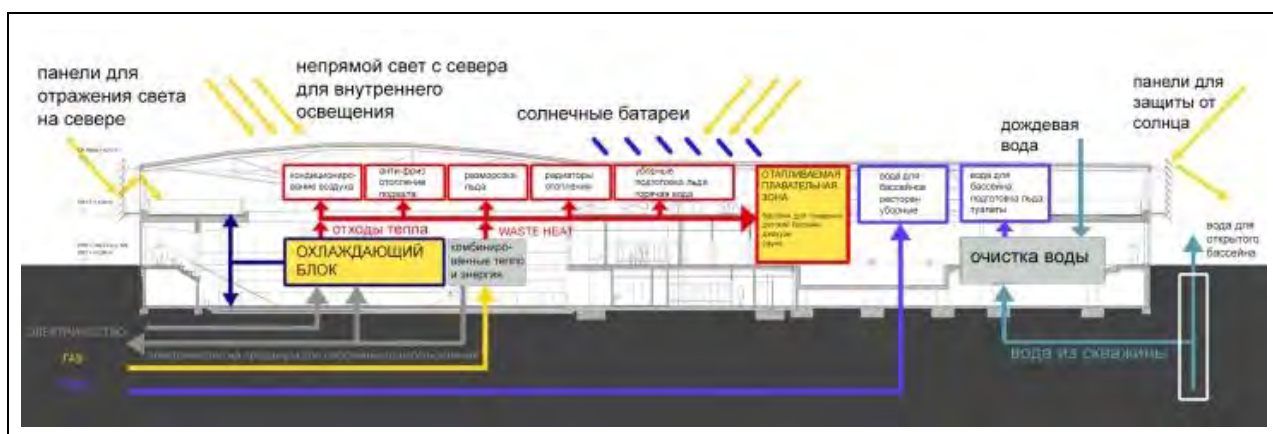 панели для
отражения света
на севере
непрямой свет с севера
для внутреннего
освещения
солнечные батареи
дождевая
вода
панели для
защиты от
солнца
кондициониро-
вание воздуха
анти-фриз
отопление
разморозка
льда
радиаторы
отопления
уборные
подготовка льда
горячая вода
ОТАПЛИВАЕМАЯ
ПЛАВАТЕЛЬНАЯ
ЗОНА
вода для
бассейнов
ресторан
уборные
вода для
бассейна
подготовка льда
туалеты
отходы тепла
WASTE HEAT
ОХЛАЖДАЮЩИЙ
БЛОК
комбиниро-
ванные тепло
и энергия
очистка воды
вода для
открытого
бассейна
ЭЛЕКТРИЧЕСТВО
ГАЗ
вода из скважины